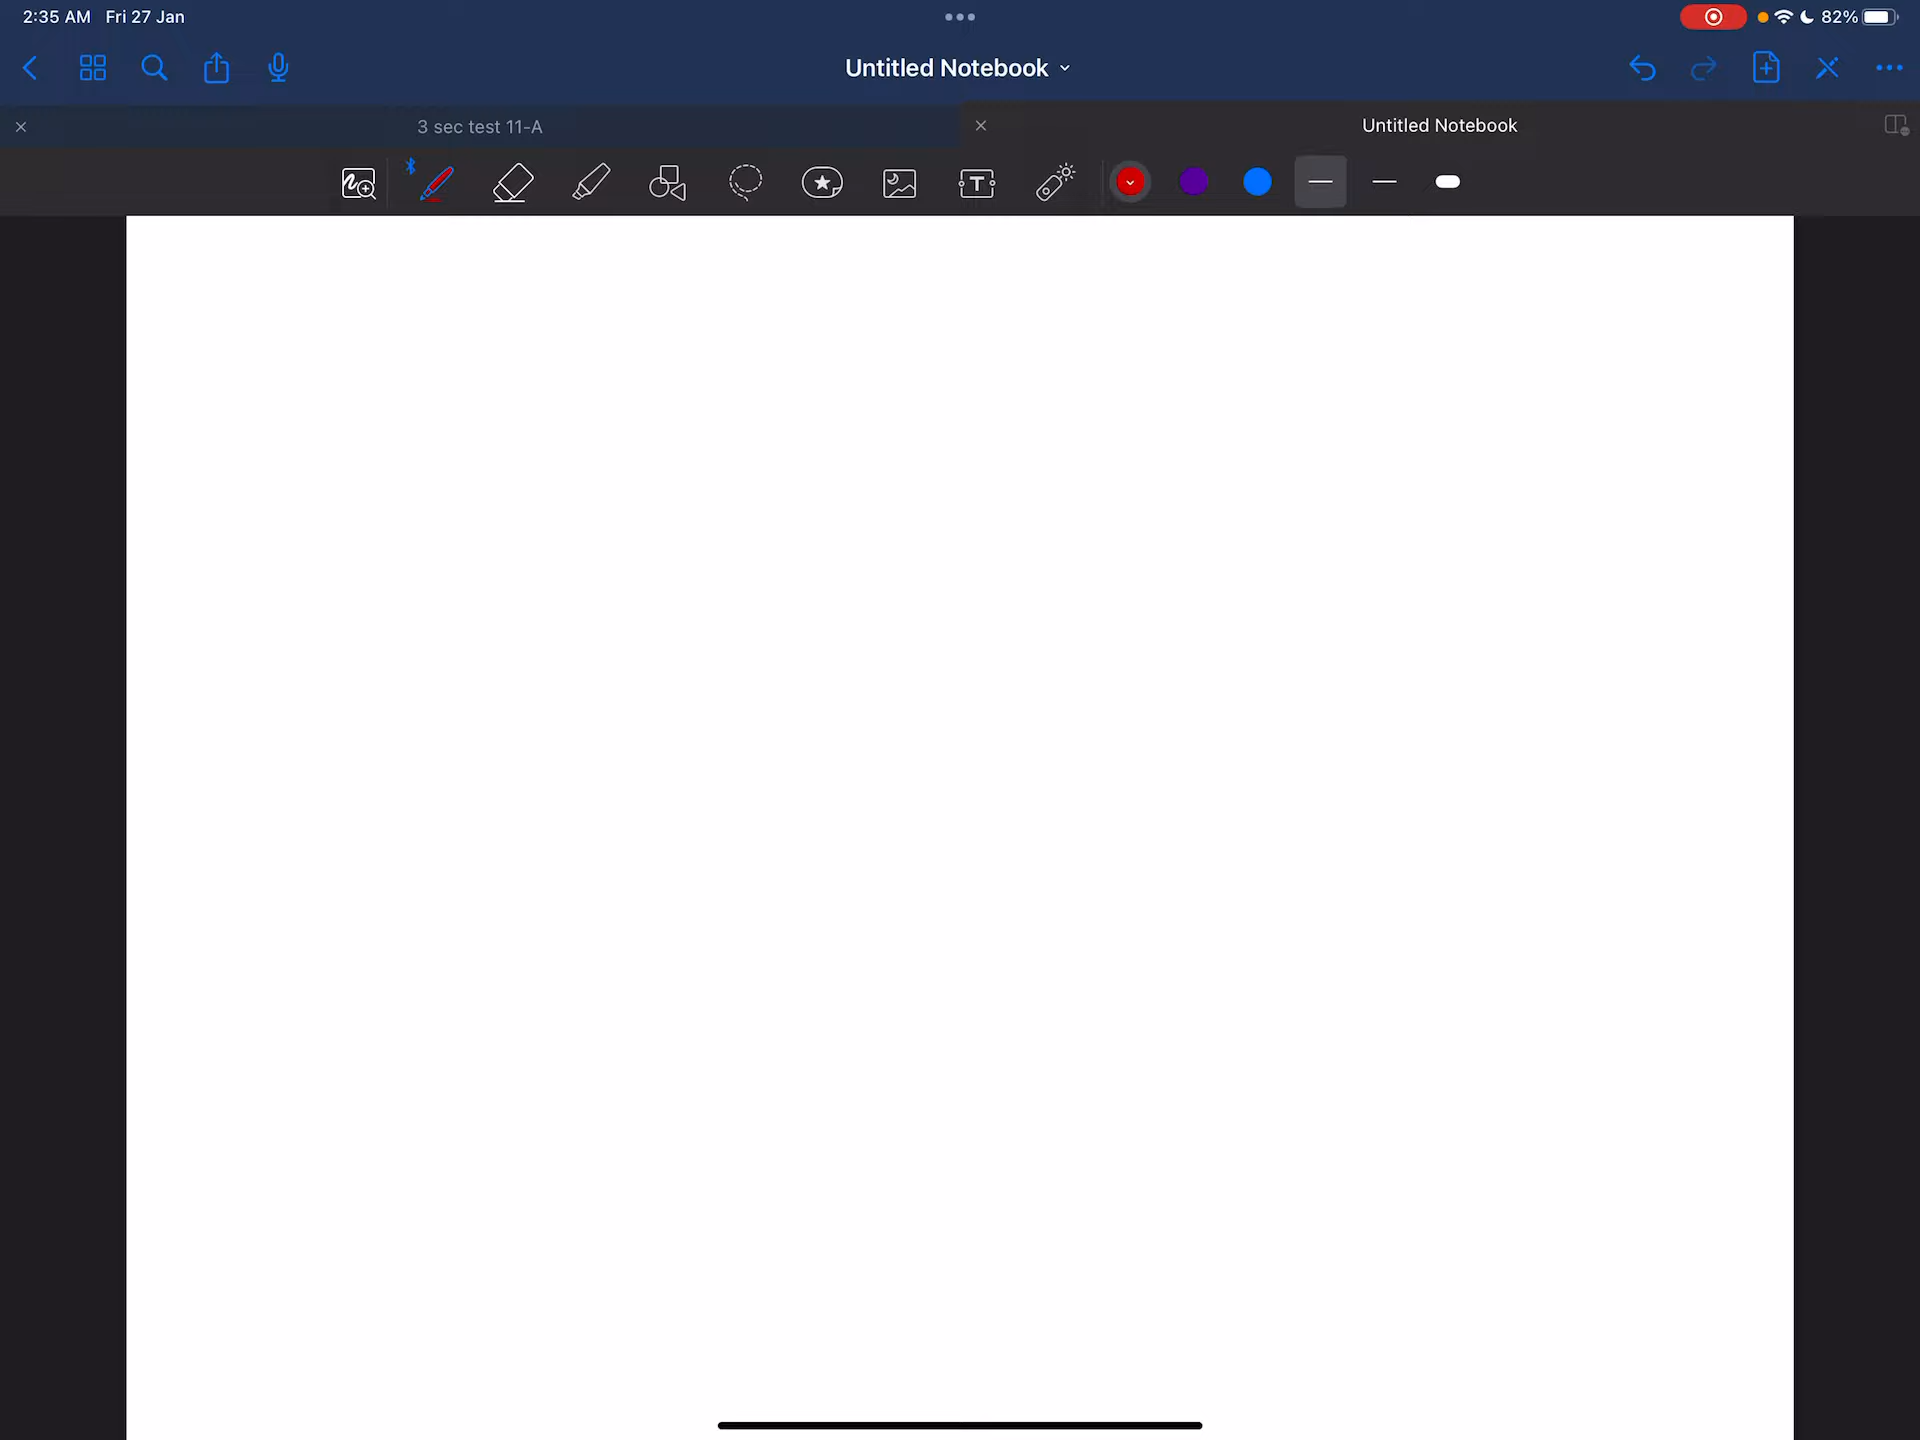 2:35 AM Fri 27 Jan
82%
Untitled Notebook
3 sec test 11-A
Untitled Notebook
T